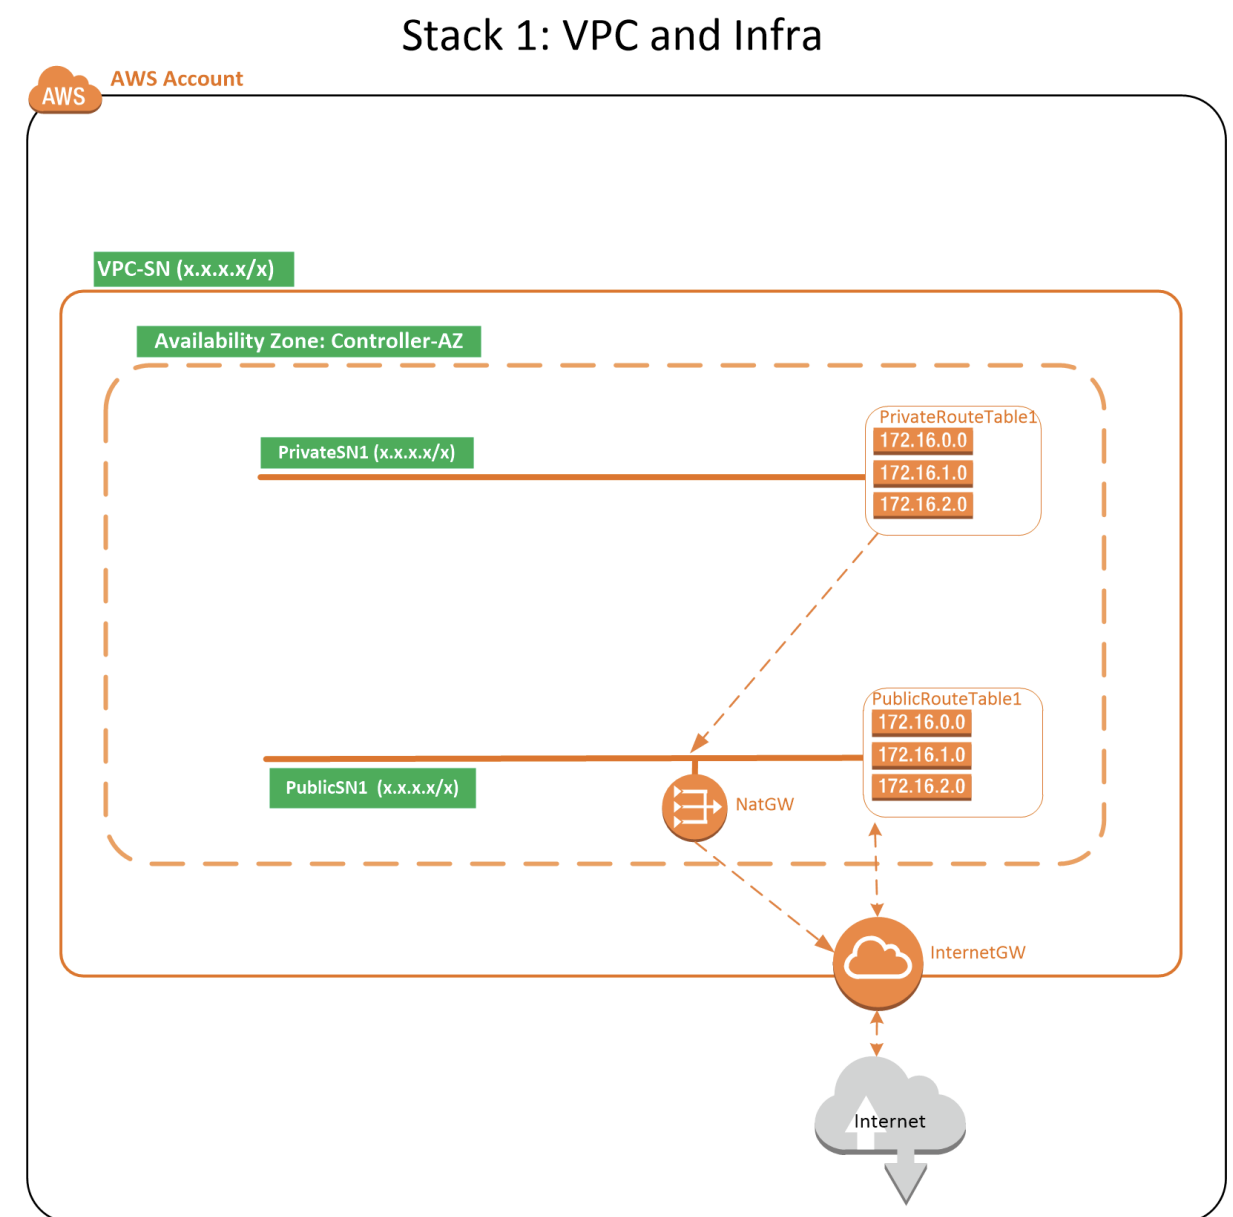 Stack 1: VPC and Infra
AWS Account
AWS
VPC-SN (x.x.x.x/x)
Availability Zone: Controller-AZ
PrivateRouteTable1
172.16.0.0
PrivateSN1 (x.x.x.x/x)
172.16.1.0
172.16.2.0
PublicRouteTable1
172.16.0.0
172.16.1.0
172.16.2.0
PublicSN1 (x.x.x.x/x)
NatGW
InternetGW
Internet